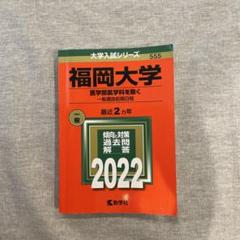 大学入試シリーズ
555
福岡大学
医学部医学科を除く
一般選抜前期日程
最近2ヵ年
傾向と対策
過去問
解答
2022
教学社